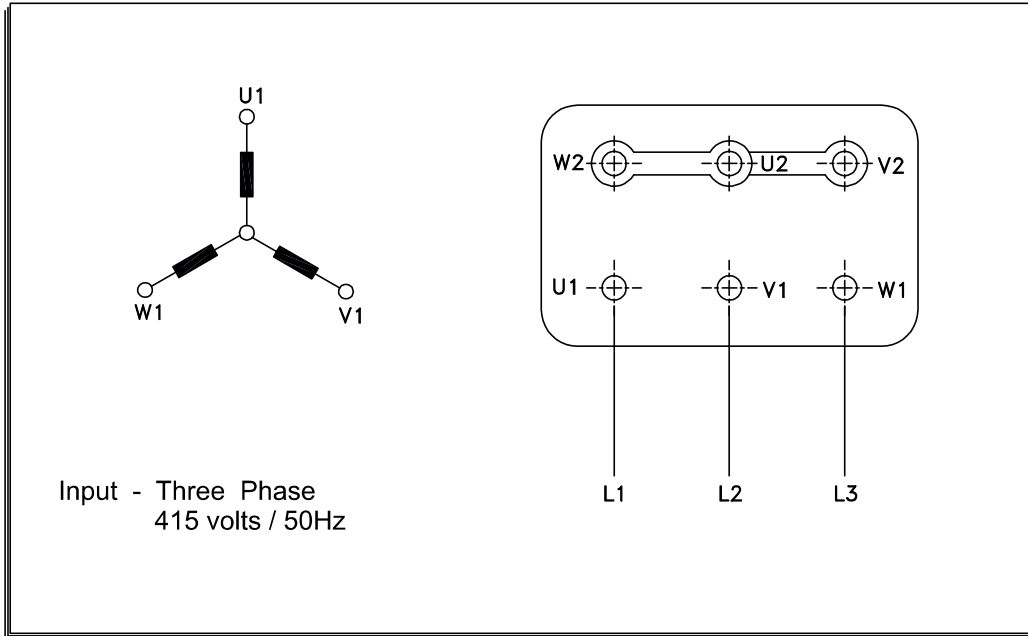 U1
W1
V1
W2
U2
V2
U1
V1
W1
L1
L2
L3
Input - Three Phase
415 volts / 50Hz